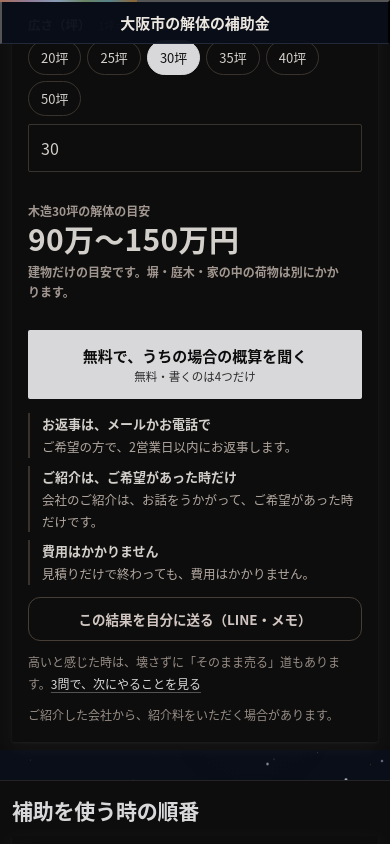 大阪市の解体の補助金
20坪
25坪
30坪
35坪
40坪
50坪
30
木造30坪の解体の目安
90万〜150万円
建物だけの目安です。塀・庭木・家の中の荷物は別にかか
ります。
無料で、うちの場合の概算を聞く
無料・書くのは4つだけ
お返事は、メールかお電話で
ご希望の方で、2営業日以内にお返事します。
ご紹介は、ご希望があった時だけ
会社のご紹介は、お話をうかがって、ご希望があった時
だけです。
費用はかかりません
見積りだけで終わっても、費用はかかりません。
この結果を自分に送る（LINE・メモ）
高いと感じた時は、壊さずに「そのまま売る」道もありま
す。3問で、次にやることを見る
ご紹介した会社から、紹介料をいただく場合があります。
補助を使う時の順番